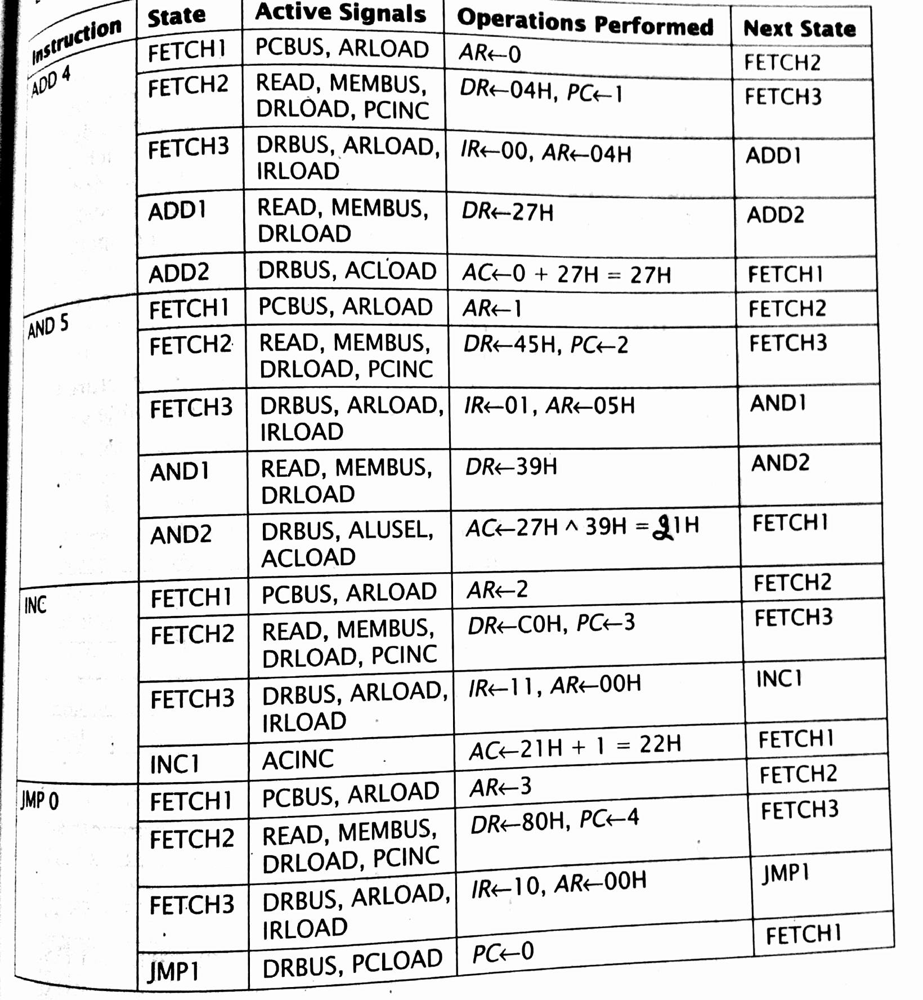 Instruction State Active Signals Operations Performed Next State
ADD 4 FETCH1 PCBUS, ARLOAD AR←0 FETCH2
FETCH2 READ, MEMBUS, DR←04H, PC←1 FETCH3
DRLOAD, PCINC
FETCH3 DRBUS, ARLOAD, IR←00, AR←04H ADD1
IRLOAD
ADD1 READ, MEMBUS, DR←27H ADD2
DRLOAD
ADD2 DRBUS, ACLOAD AC←0 + 27H = 27H FETCH1
AND 5 FETCH1 PCBUS, ARLOAD AR←1 FETCH2
FETCH2 READ, MEMBUS, DR←45H, PC←2 FETCH3
DRLOAD, PCINC
FETCH3 DRBUS, ARLOAD, IR←01, AR←05H AND1
IRLOAD
AND1 READ, MEMBUS, DR←39H AND2
DRLOAD
AND2 DRBUS, ALUSEL, AC←27H ∧ 39H = 21H FETCH1
ACLOAD
INC FETCH1 PCBUS, ARLOAD AR←2 FETCH2
FETCH2 READ, MEMBUS, DR←C0H, PC←3 FETCH3
DRLOAD, PCINC
FETCH3 DRBUS, ARLOAD, IR←11, AR←00H INC1
IRLOAD
INC1 ACINC AC←21H + 1 = 22H FETCH1
JMP 0 FETCH1 PCBUS, ARLOAD AR←3 FETCH2
FETCH2 READ, MEMBUS, DR←80H, PC←4 FETCH3
DRLOAD, PCINC
FETCH3 DRBUS, ARLOAD, IR←10, AR←00H JMP1
IRLOAD
JMP1 DRBUS, PCLOAD PC←0 FETCH1